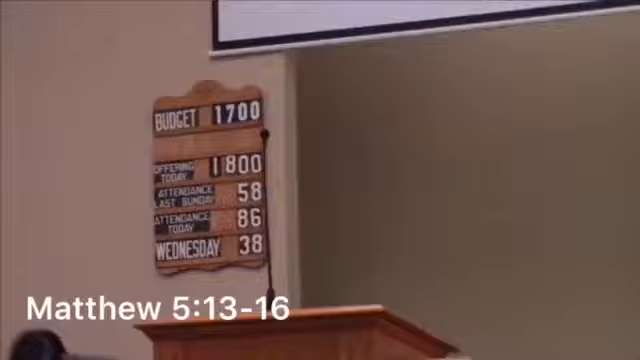 BUDGET 1700
OFFERING TODAY 1800
ATTENDANCE LAST SUNDAY 58
ATTENDANCE TODAY 86
WEDNESDAY 38
Matthew 5:13-16